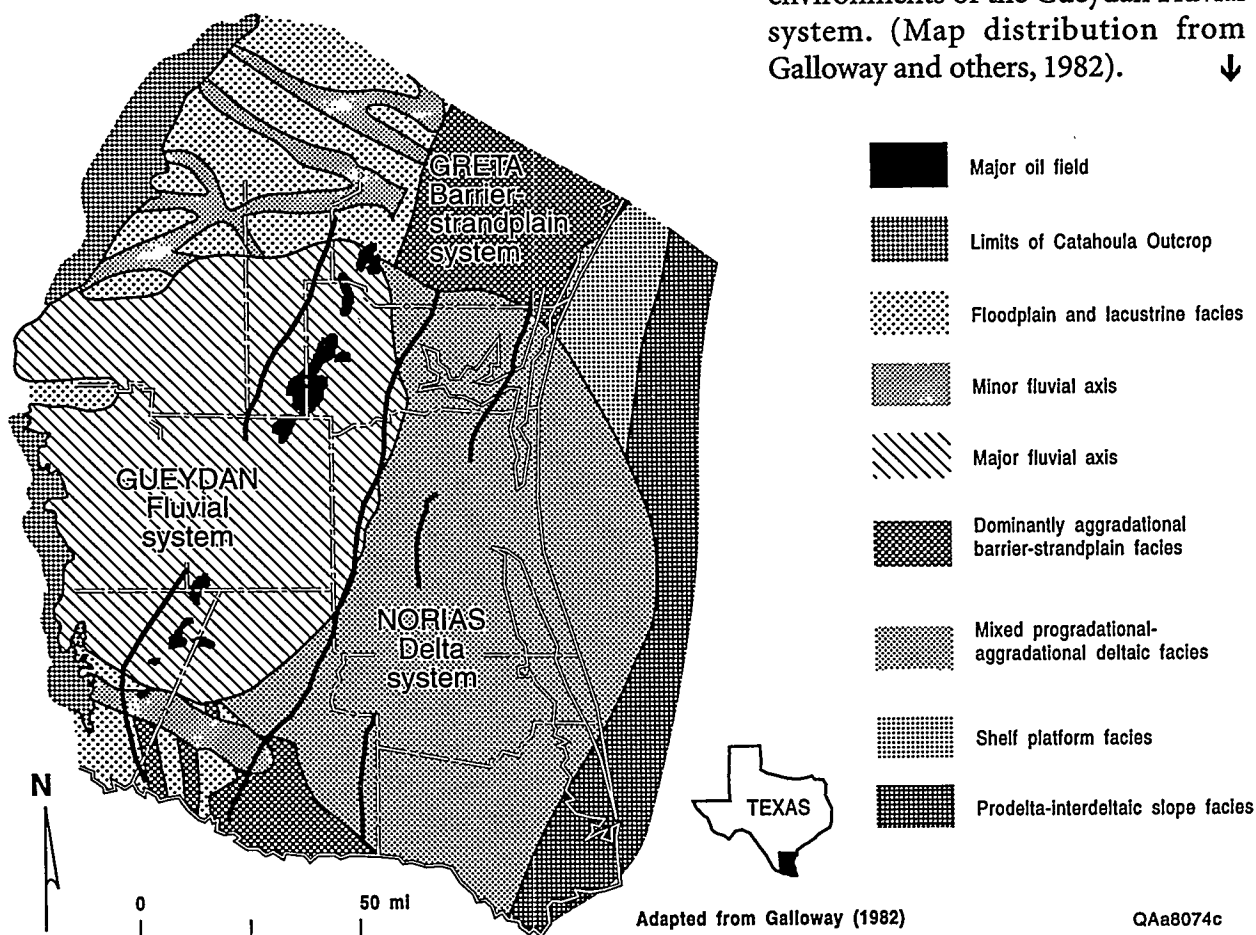 system. (Map distribution from
Galloway and others, 1982).
GRETA
Barrier-
strandplain
system
GUEYDAN
Fluvial
system
NORIAS
Delta
system
Major oil field
Limits of Catahoula Outcrop
Floodplain and lacustrine facies
Minor fluvial axis
Major fluvial axis
Dominantly aggradational
barrier-strandplain facies
Mixed progradational-
aggradational deltaic facies
Shelf platform facies
Prodelta-interdeltaic slope facies
TEXAS
N
0
50 mi
Adapted from Galloway (1982)
QAa8074c